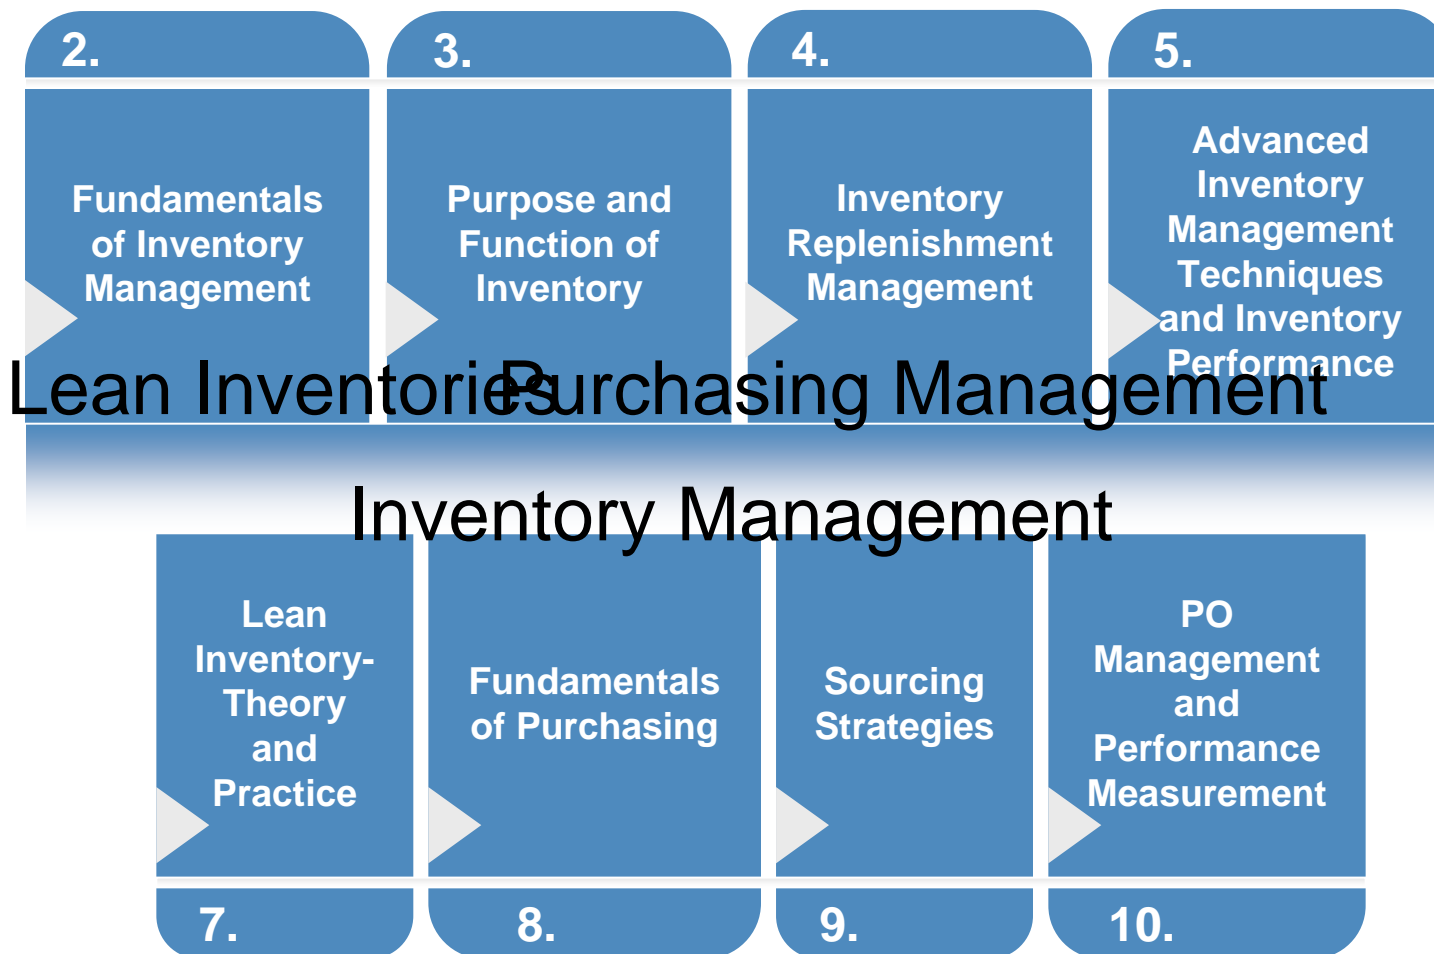 2.
3.
4.
5.
Fundamentals
of Inventory
Management
Purpose and
Function of
Inventory
Inventory
Replenishment
Management
Advanced
Inventory
Management
Techniques
and Inventory
Performance
Lean Inventories
Purchasing Management
Inventory Management
Lean
Inventory-
Theory
and
Practice
Fundamentals
of Purchasing
Sourcing
Strategies
PO
Management
and
Performance
Measurement
7.
8.
9.
10.